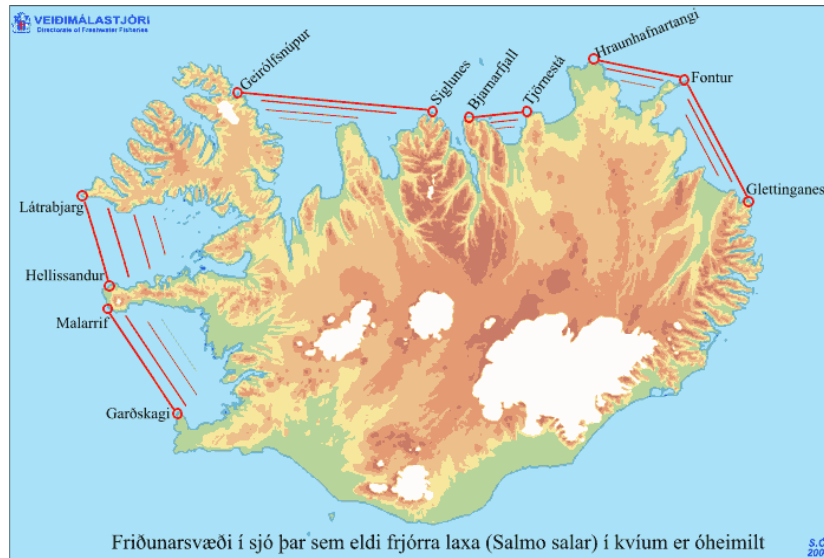 VEIÐIMÁLASTJÓRI
Directorate of Freshwater Fisheries
Geirólfsnúpur
Siglunes
Bjarnarfjall
Tjörnestá
Hraunhafnartangi
Fontur
Glettinganes
Látrabjarg
Hellissandur
Malarrif
Garðskagi
Friðunarsvæði í sjó þar sem eldi frjórra laxa (Salmo salar) í kvíum er óheimilt